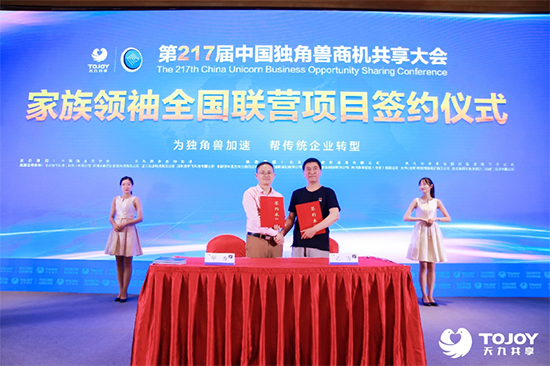 TOJOY
天九共享
第217届中国独角兽商机共享大会
The 217th China Unicorn Business Opportunity Sharing Conference
家族领袖全国联营项目签约仪式
为独角兽加速 帮传统企业转型
TOJOY
天九共享